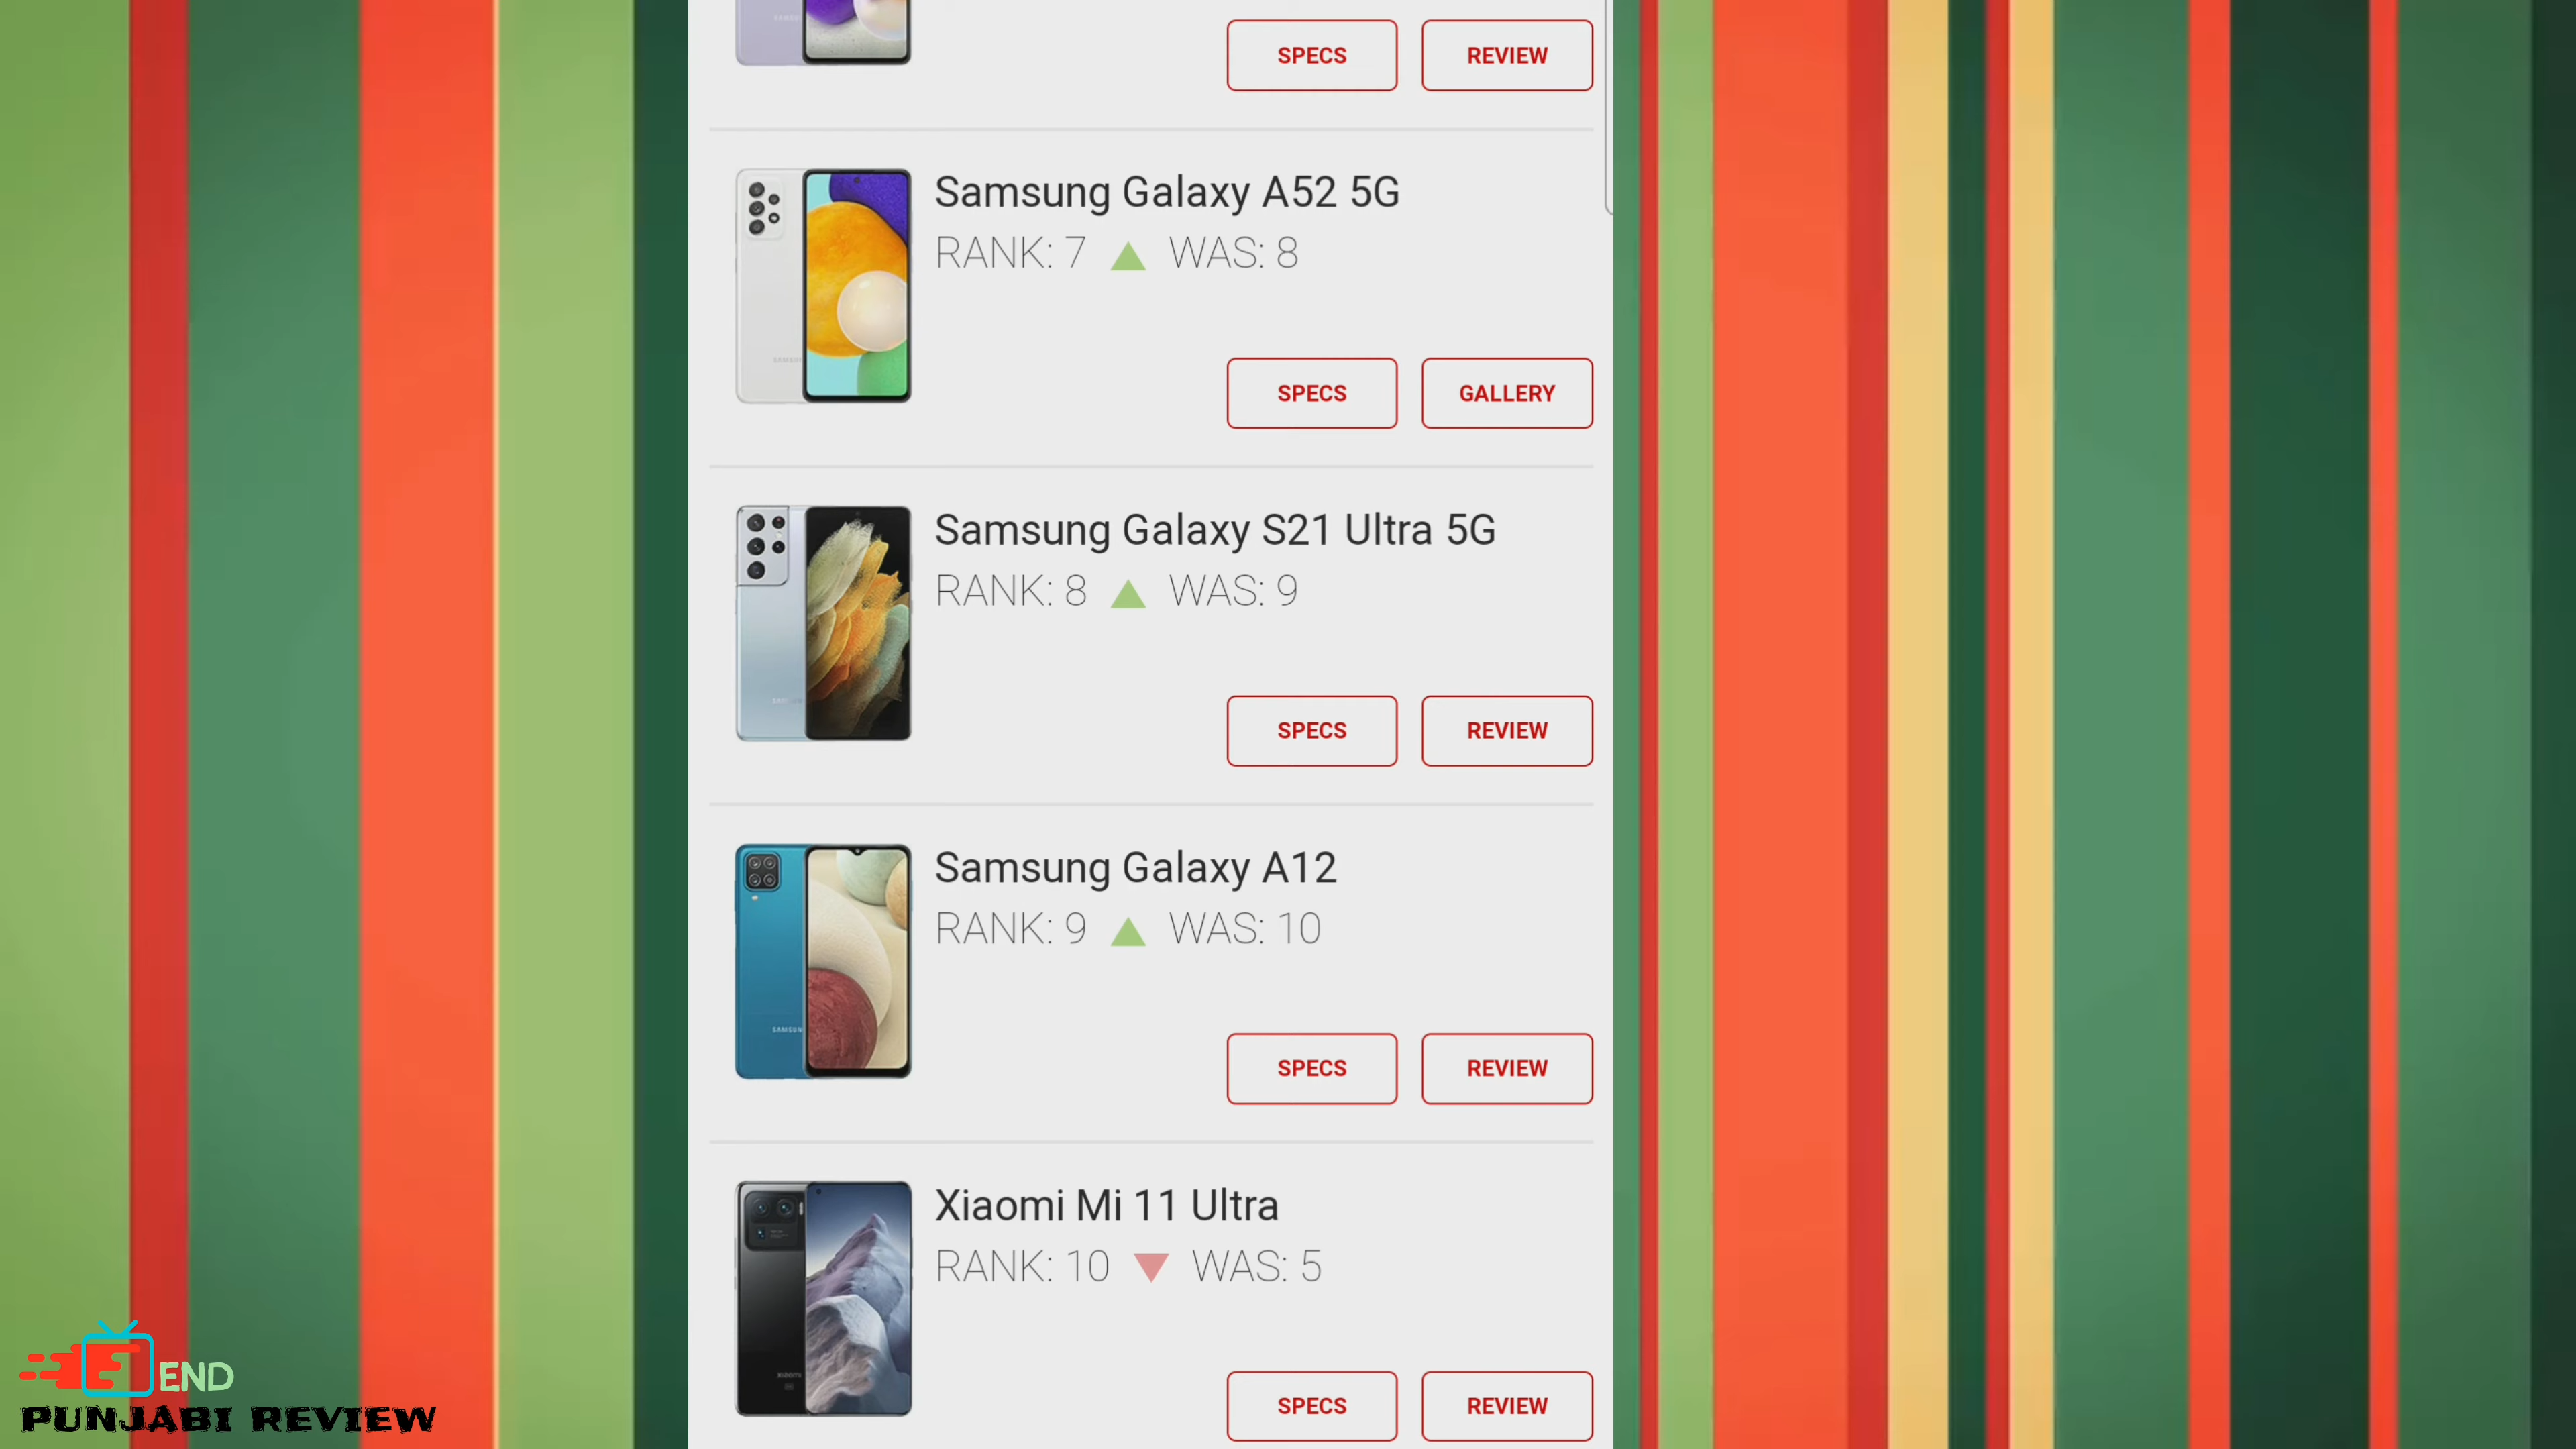 SPECS REVIEW
Samsung Galaxy A52 5G
RANK: 7 WAS: 8
SPECS GALLERY
Samsung Galaxy S21 Ultra 5G
RANK: 8 WAS: 9
SPECS REVIEW
Samsung Galaxy A12
RANK: 9 WAS: 10
SAMSUN
SPECS REVIEW
Xiaomi Mi 11 Ultra
RANK: 10 WAS: 5
SPECS REVIEW
END
PUNJABI REVIEW